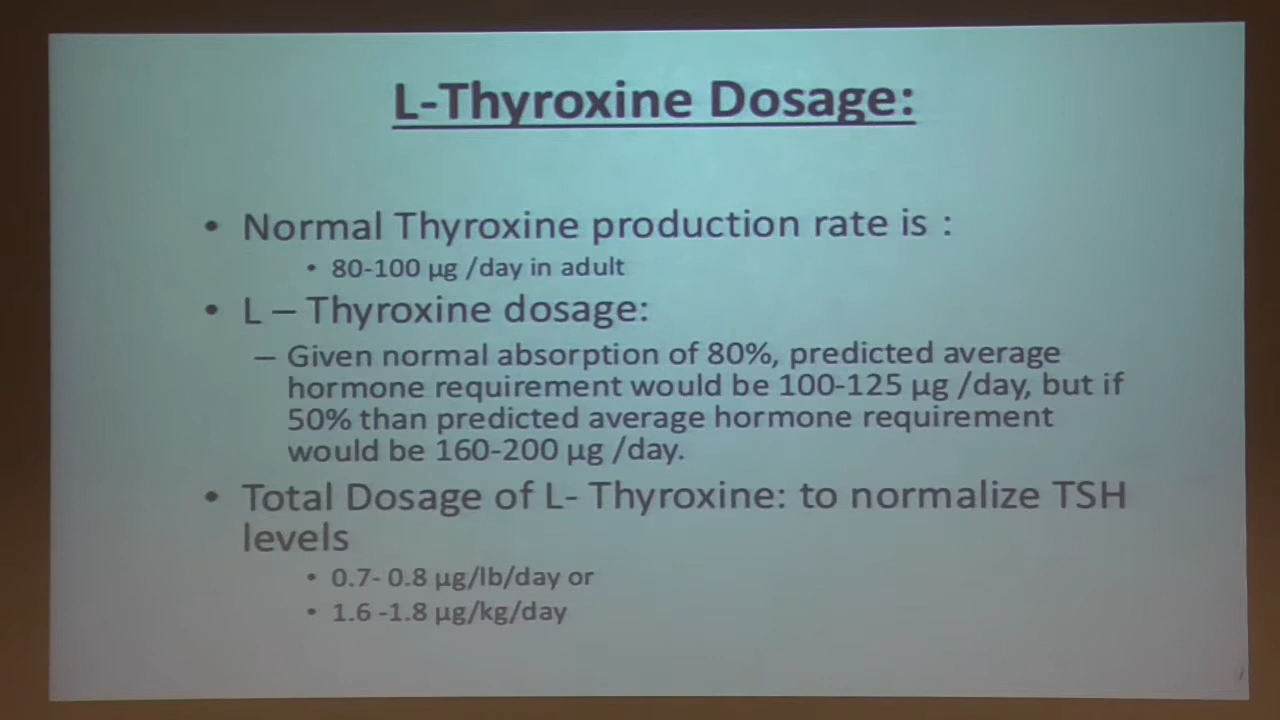 L-Thyroxine Dosage:
• Normal Thyroxine production rate is :
• 80-100 µg /day in adult
• L – Thyroxine dosage:
– Given normal absorption of 80%, predicted average
hormone requirement would be 100-125 µg /day, but if
50% than predicted average hormone requirement
would be 160-200 µg /day.
• Total Dosage of L- Thyroxine: to normalize TSH
levels
• 0.7- 0.8 µg/lb/day or
• 1.6 -1.8 µg/kg/day